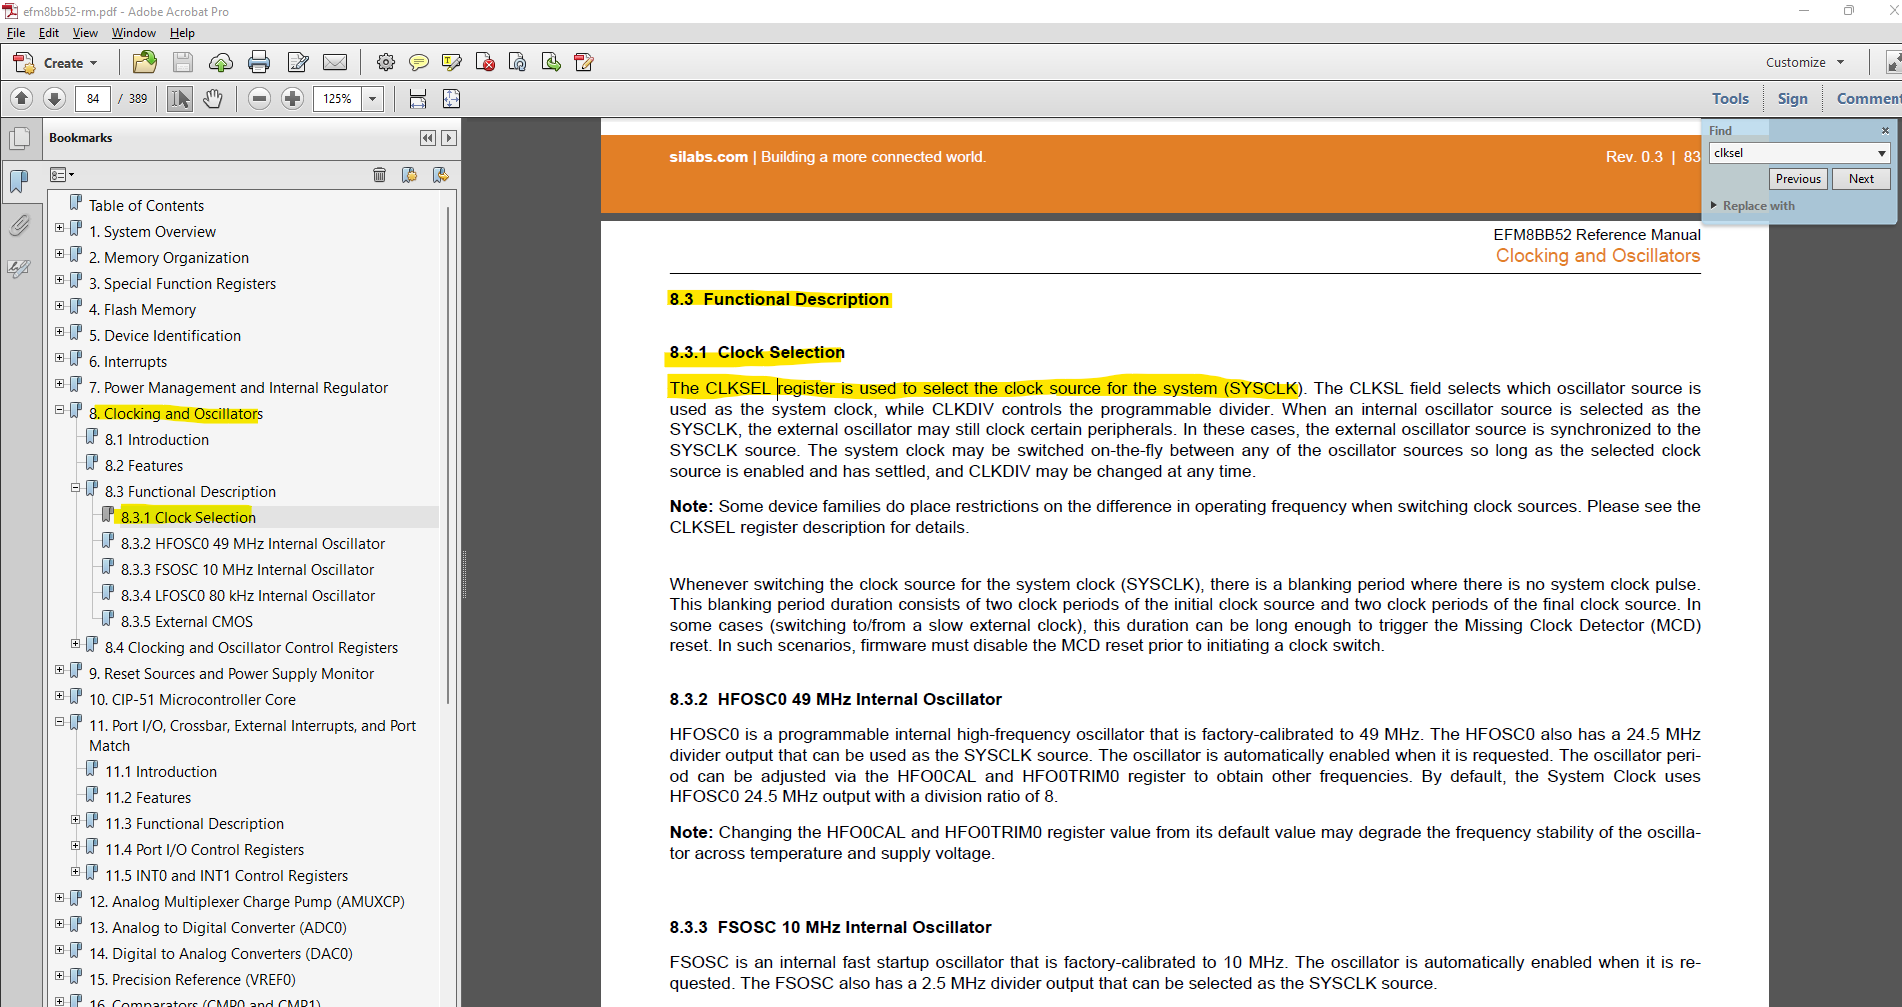 efm8bb52-rm.pdf - Adobe Acrobat Pro
File Edit View Window Help
Create
Customize
84 / 389
125%
Tools Sign Comment
Bookmarks
Table of Contents
1. System Overview
2. Memory Organization
3. Special Function Registers
4. Flash Memory
5. Device Identification
6. Interrupts
7. Power Management and Internal Regulator
8. Clocking and Oscillators
8.1 Introduction
8.2 Features
8.3 Functional Description
8.3.1 Clock Selection
8.3.2 HFOSC0 49 MHz Internal Oscillator
8.3.3 FSOSC 10 MHz Internal Oscillator
8.3.4 LFOSC0 80 kHz Internal Oscillator
8.3.5 External CMOS
8.4 Clocking and Oscillator Control Registers
9. Reset Sources and Power Supply Monitor
10. CIP-51 Microcontroller Core
11. Port I/O, Crossbar, External Interrupts, and Port
Match
11.1 Introduction
11.2 Features
11.3 Functional Description
11.4 Port I/O Control Registers
11.5 INT0 and INT1 Control Registers
12. Analog Multiplexer Charge Pump (AMUXCP)
13. Analog to Digital Converter (ADC0)
14. Digital to Analog Converters (DAC0)
15. Precision Reference (VREF0)
16. Comparators (CMP0 and CMP1)
silabs.com | Building a more connected world.
Rev. 0.3 | 83
Find
clksel
Previous Next
Replace with
EFM8BB52 Reference Manual
Clocking and Oscillators
8.3 Functional Description
8.3.1 Clock Selection
The CLKSEL register is used to select the clock source for the system (SYSCLK). The CLKSL field selects which oscillator source is
used as the system clock, while CLKDIV controls the programmable divider. When an internal oscillator source is selected as the
SYSCLK, the external oscillator may still clock certain peripherals. In these cases, the external oscillator source is synchronized to the
SYSCLK source. The system clock may be switched on-the-fly between any of the oscillator sources so long as the selected clock
source is enabled and has settled, and CLKDIV may be changed at any time.
Note: Some device families do place restrictions on the difference in operating frequency when switching clock sources. Please see the
CLKSEL register description for details.
Whenever switching the clock source for the system clock (SYSCLK), there is a blanking period where there is no system clock pulse.
This blanking period duration consists of two clock periods of the initial clock source and two clock periods of the final clock source. In
some cases (switching to/from a slow external clock), this duration can be long enough to trigger the Missing Clock Detector (MCD)
reset. In such scenarios, firmware must disable the MCD reset prior to initiating a clock switch.
8.3.2 HFOSC0 49 MHz Internal Oscillator
HFOSC0 is a programmable internal high-frequency oscillator that is factory-calibrated to 49 MHz. The HFOSC0 also has a 24.5 MHz
divider output that can be used as the SYSCLK source. The oscillator is automatically enabled when it is requested. The oscillator peri-
od can be adjusted via the HFO0CAL and HFO0TRIM0 register to obtain other frequencies. By default, the System Clock uses
HFOSC0 24.5 MHz output with a division ratio of 8.
Note: Changing the HFO0CAL and HFO0TRIM0 register value from its default value may degrade the frequency stability of the oscilla-
tor across temperature and supply voltage.
8.3.3 FSOSC 10 MHz Internal Oscillator
FSOSC is an internal fast startup oscillator that is factory-calibrated to 10 MHz. The oscillator is automatically enabled when it is re-
quested. The FSOSC also has a 2.5 MHz divider output that can be selected as the SYSCLK source.